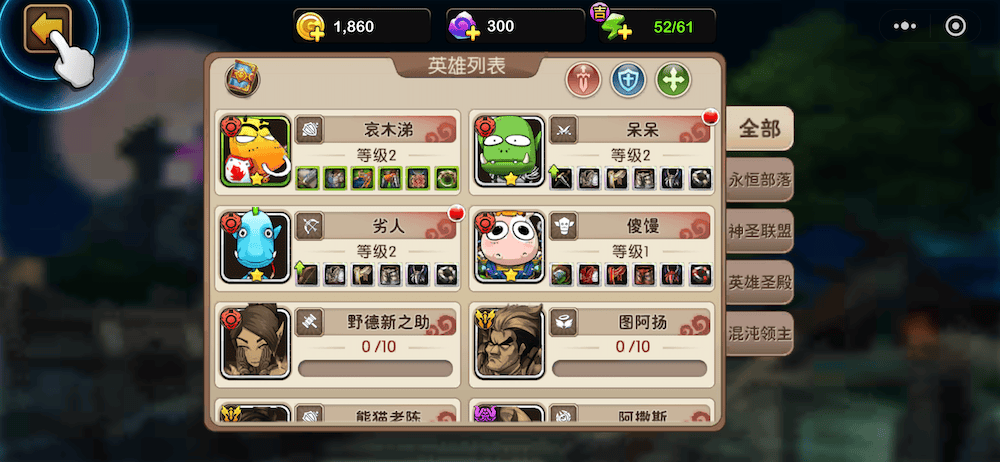 1,860
300
吉
52/61
英雄列表
哀木涕
等级2
呆呆
等级2
劣人
等级2
傻馒
等级1
野德新之助
0/10
图阿扬
0/10
熊猫老陈
阿撒斯
全部
永恒部落
神圣联盟
英雄圣殿
混沌领主